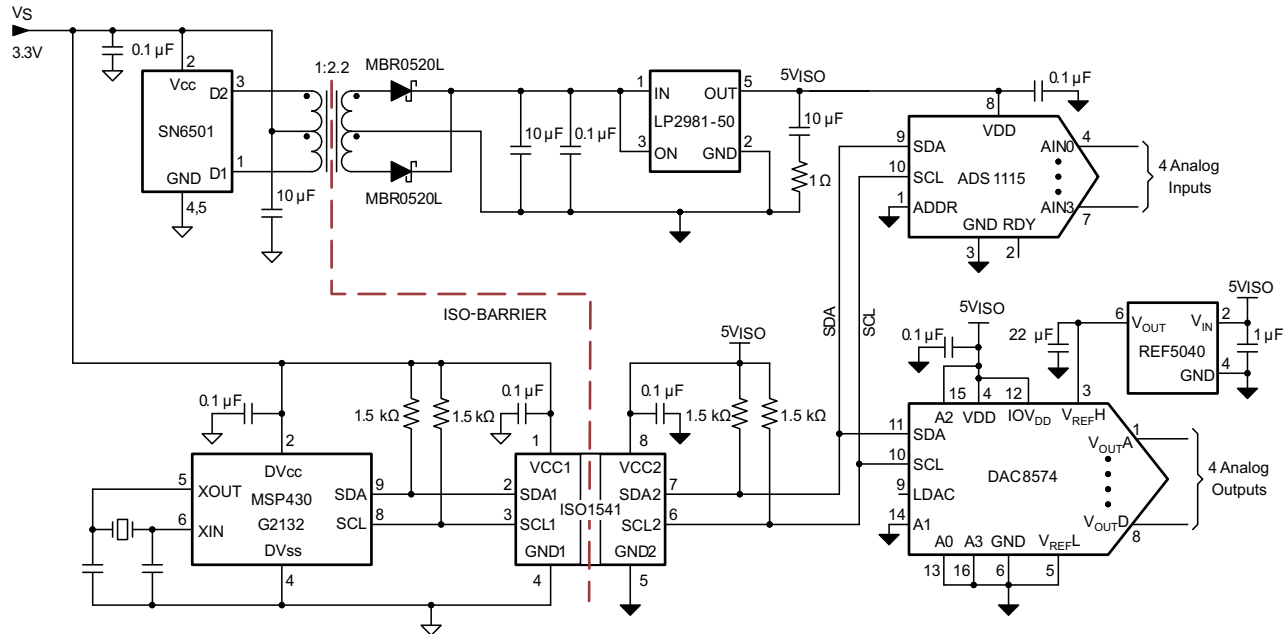 VS
3.3V
0.1 µF
2
Vcc
D2
3
SN6501
D1
1
GND
4,5
10 µF
1:2.2
MBR0520L
MBR0520L
10 µF
0.1 µF
1
IN
OUT
5
LP2981-50
3
ON
GND
2
5VISO
10 µF
1 Ω
0.1 µF
8
VDD
9
SDA
10
SCL
ADS1115
1
ADDR
GND
RDY
3
2
AIN0
4
AIN3
7
4 Analog
Inputs
ISO-BARRIER
SDA
SCL
0.1 µF
2
DVcc
5
XOUT
MSP430
G2132
6
XIN
SDA
9
SCL
8
DVss
4
1.5 kΩ
1.5 kΩ
0.1 µF
1
VCC1
2
SDA1
3
SCL1
GND1
4
ISO1541
8
VCC2
SDA2
7
SCL2
6
GND2
5
0.1 µF
5VISO
1.5 kΩ
1.5 kΩ
5VISO
0.1 µF
15
4
12
3
A2
VDD
IOVDD
VREFH
11
SDA
10
SCL
9
LDAC
14
A1
DAC8574
A0
A3
GND
VREFL
13
16
6
5
VOUTA
1
VOUTD
8
4 Analog
Outputs
22
µF
6
VOUT
VIN
2
REF5040
GND
4
5VISO
1 µF